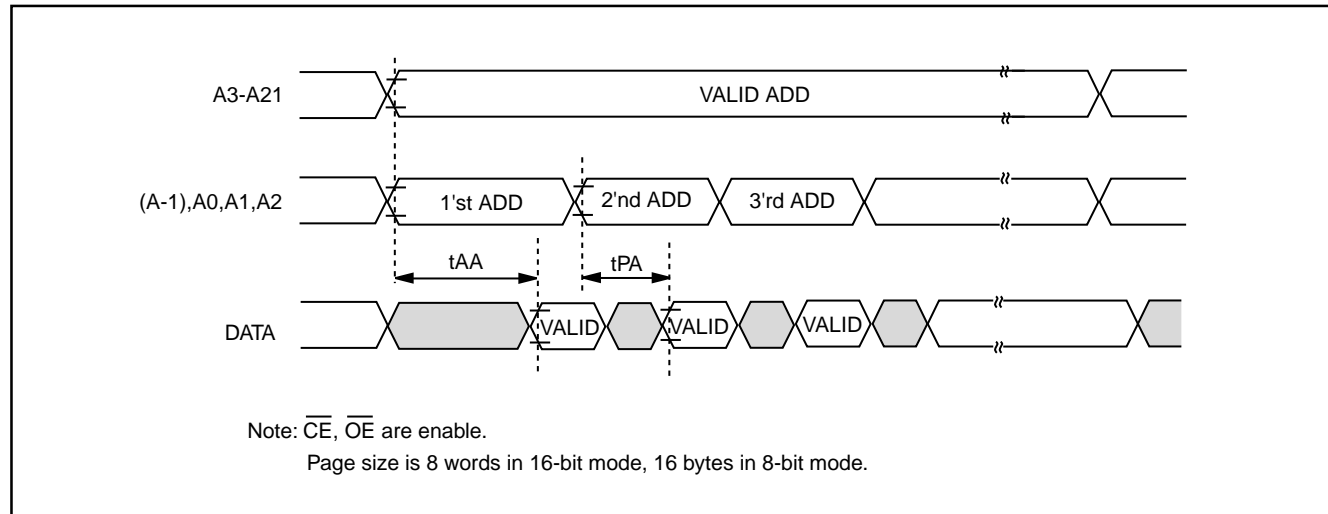 A3-A21 VALID ADD
(A-1),A0,A1,A2 1'st ADD 2'nd ADD 3'rd ADD
tAA tPA
DATA VALID VALID VALID
Note: C̅E̅, O̅E̅ are enable.
Page size is 8 words in 16-bit mode, 16 bytes in 8-bit mode.